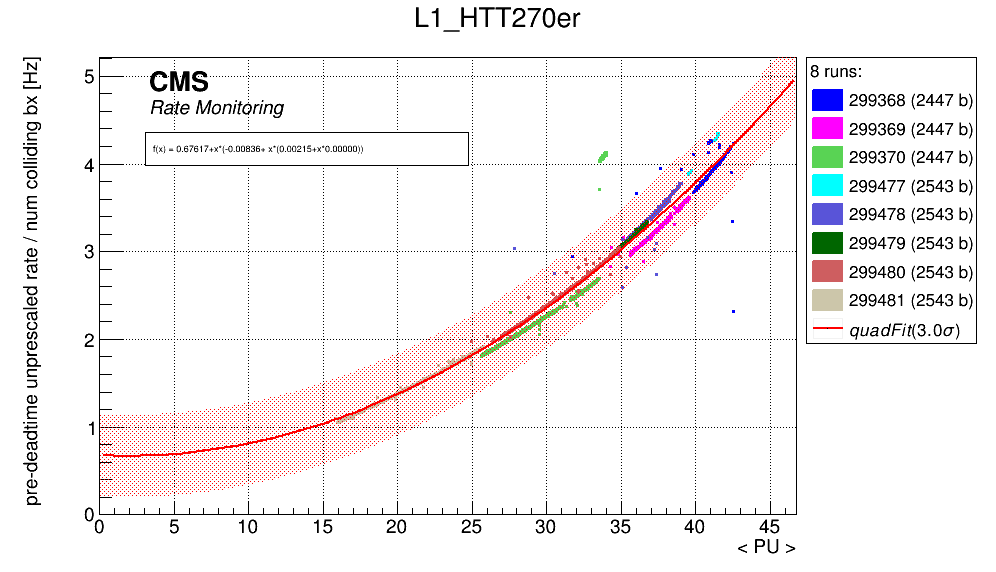 L1_HTT270er
pre-deadtime unprescaled rate / num colliding bx [Hz]
CMS
Rate Monitoring
f(x) = 0.67617+x*(-0.00836+ x*(0.00215+x*0.00000))
5
4
3
2
1
0
0 5 10 15 20 25 30 35 40 45
< PU >
8 runs:
299368 (2447 b)
299369 (2447 b)
299370 (2447 b)
299477 (2543 b)
299478 (2543 b)
299479 (2543 b)
299480 (2543 b)
299481 (2543 b)
quadFit(3.0σ)